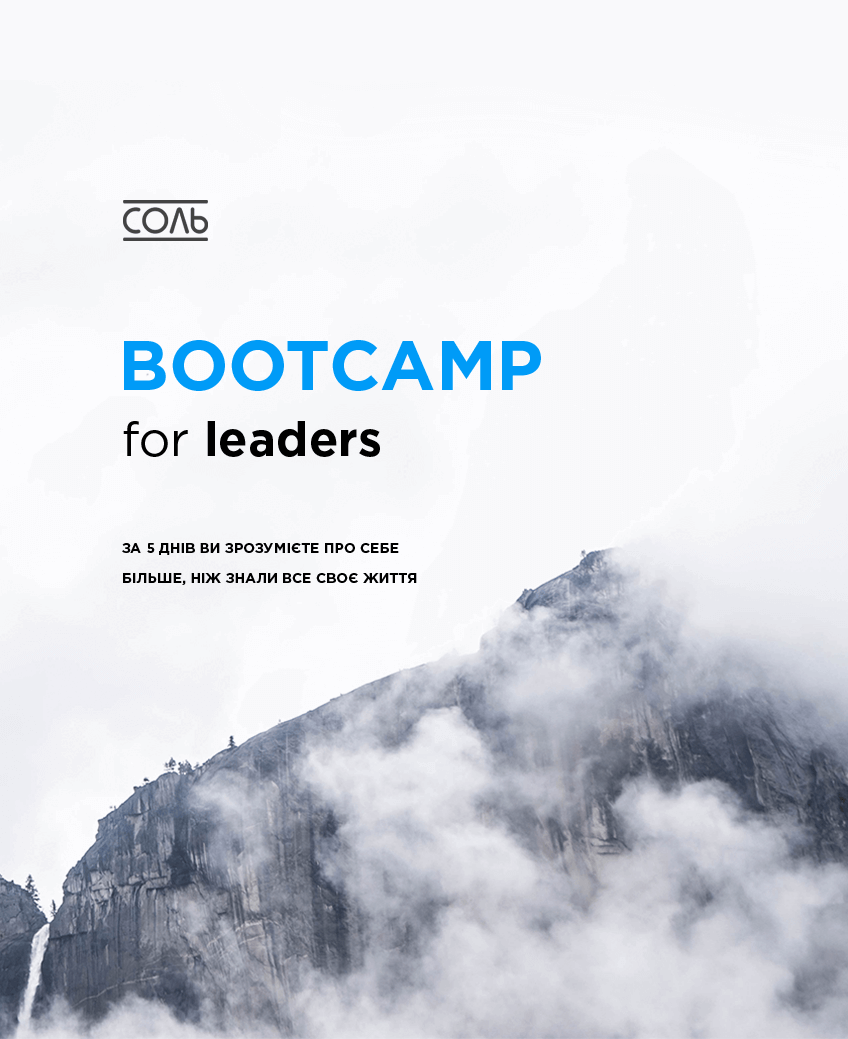 СОЛЬ
BOOTCAMP
for leaders
ЗА 5 ДНІВ ВИ ЗРОЗУМІЄТЕ ПРО СЕБЕ
БІЛЬШЕ, НІЖ ЗНАЛИ ВСЕ СВОЄ ЖИТТЯ